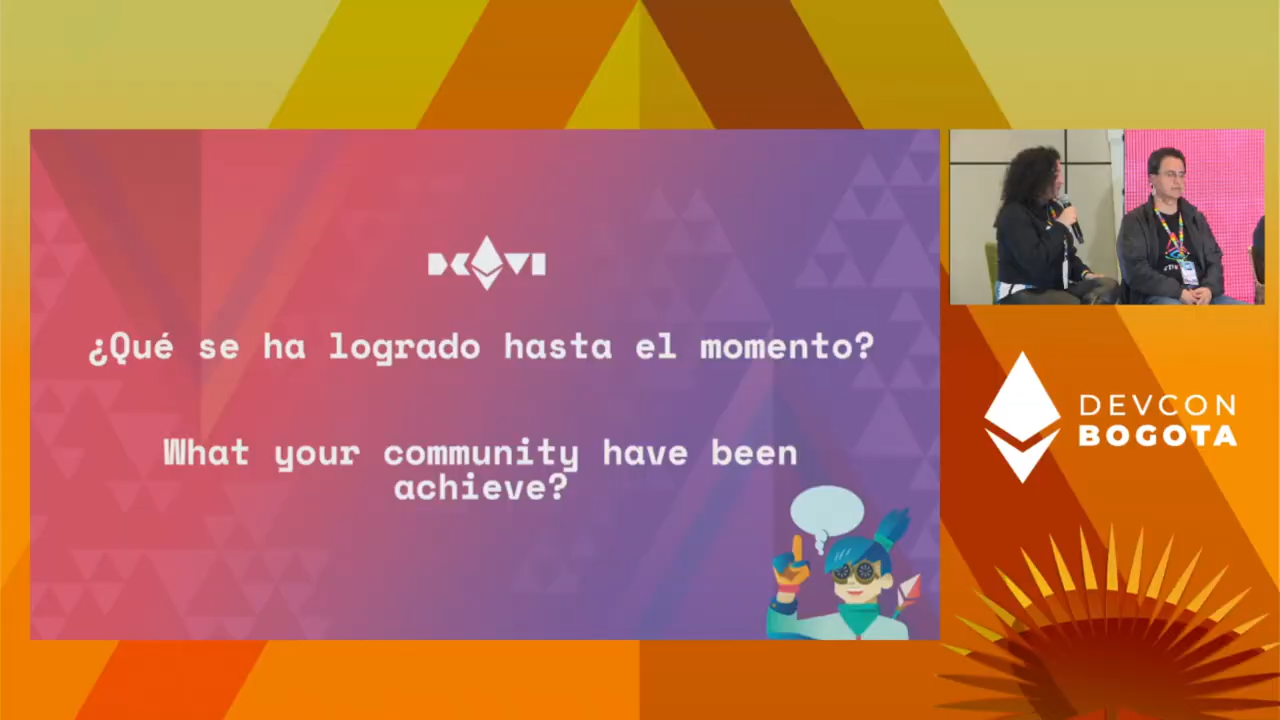 ¿Qué se ha logrado hasta el momento?
What your community have been
achieve?
DEVCON
BOGOTA